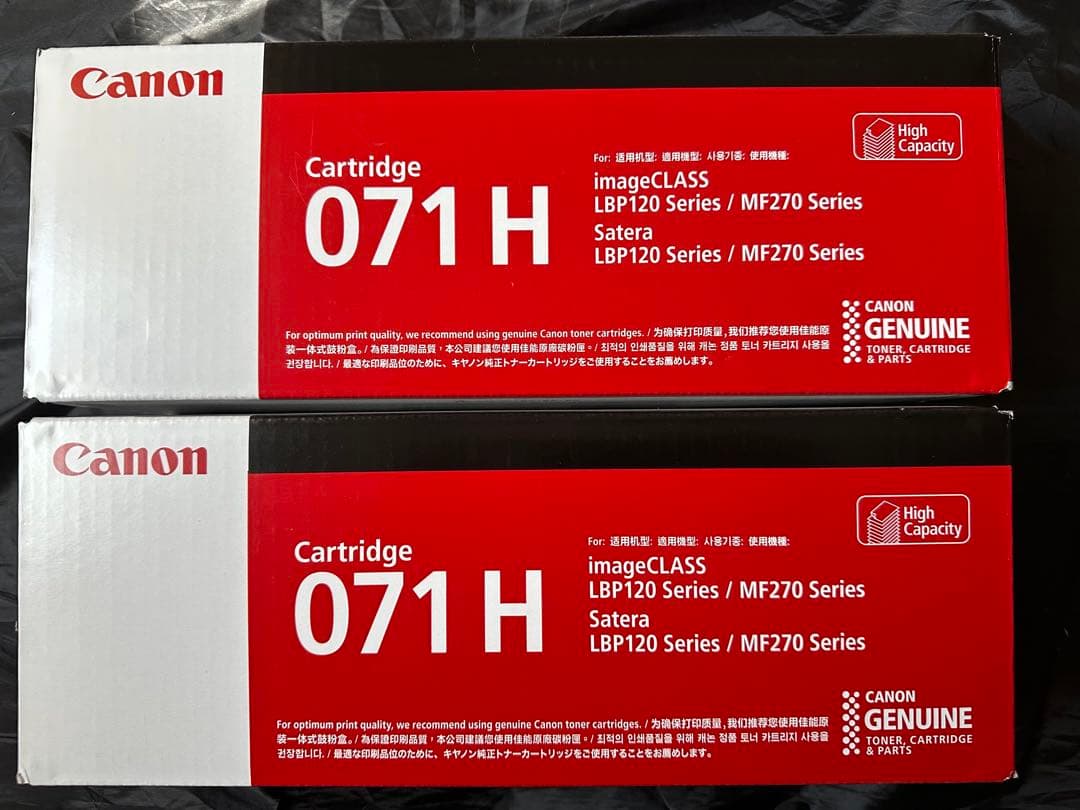 Canon
High
Capacity
Cartridge
071 H
For: 适用机型: 適用機型: 사용기종: 使用機種:
imageCLASS
LBP120 Series / MF270 Series
Satera
LBP120 Series / MF270 Series
For optimum print quality, we recommend using genuine Canon toner cartridges. / 为确保打印质量,我们推荐您使用佳能原
装一体式鼓粉盒。/ 為保證印刷品質,本公司建議您使用佳能原廠碳粉匣。/ 최적의 인쇄품질을 위해 캐논 정품 토너 카트리지 사용을
권장합니다. / 最適な印刷品位のために、キヤノン純正トナーカートリッジをご使用することをお薦めします。
CANON
GENUINE
TONER, CARTRIDGE
& PARTS
Canon
High
Capacity
Cartridge
071 H
For: 适用机型: 適用機型: 사용기종: 使用機種:
imageCLASS
LBP120 Series / MF270 Series
Satera
LBP120 Series / MF270 Series
For optimum print quality, we recommend using genuine Canon toner cartridges. / 为确保打印质量,我们推荐您使用佳能原
装一体式鼓粉盒。/ 為保證印刷品質,本公司建議您使用佳能原廠碳粉匣。/ 최적의 인쇄품질을 위해 캐논 정품 토너 카트리지 사용을
권장합니다. / 最適な印刷品位のために、キヤノン純正トナーカートリッジをご使用することをお薦めします。
CANON
GENUINE
TONER, CARTRIDGE
& PARTS